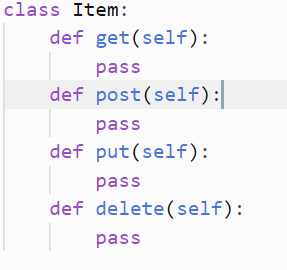 class Item:
    def get(self):
        pass
    def post(self):
        pass
    def put(self):
        pass
    def delete(self):
        pass